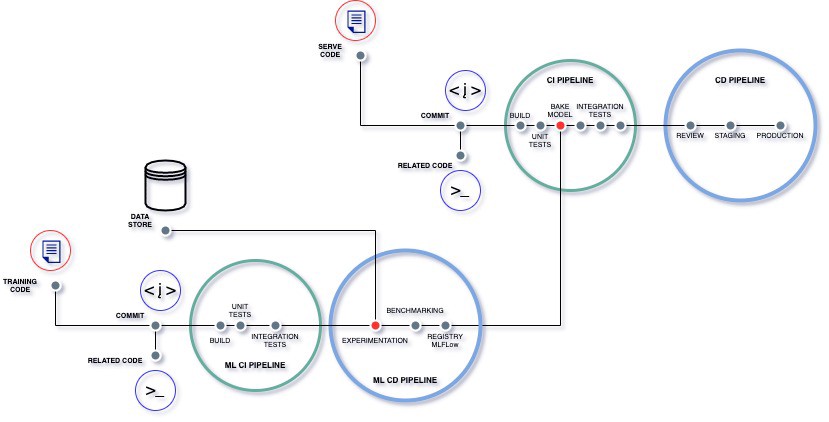 SERVE
CODE
CI PIPELINE
CD PIPELINE
<i>
COMMIT
BUILD
UNIT
TESTS
BAKE
MODEL
INTEGRATION
TESTS
REVIEW
STAGING
PRODUCTION
RELATED CODE
>_
DATA
STORE
TRAINING
CODE
<i>
COMMIT
BUILD
UNIT
TESTS
INTEGRATION
TESTS
ML CI PIPELINE
EXPERIMENTATION
BENCHMARKING
REGISTRY
MLFLow
ML CD PIPELINE
RELATED CODE
>_